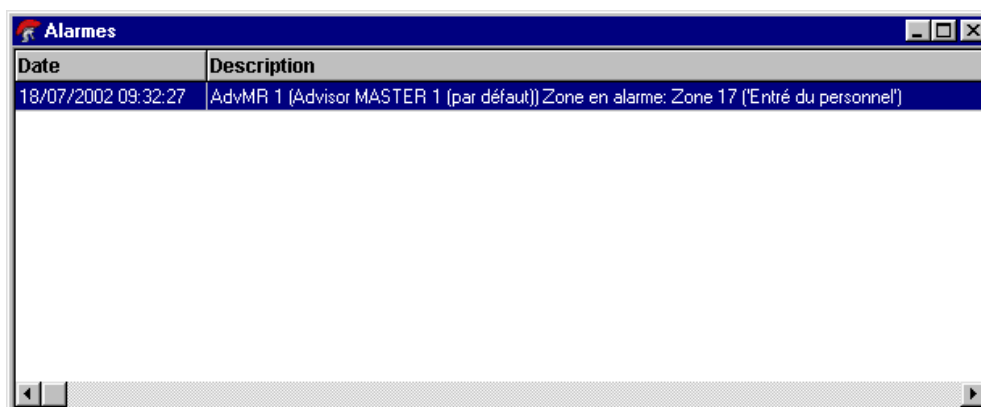 Alarmes
Date Description
18/07/2002 09:32:27 AdvMR 1 (Advisor MASTER 1 (par défaut)) Zone en alarme: Zone 17 ('Entré du personnel')